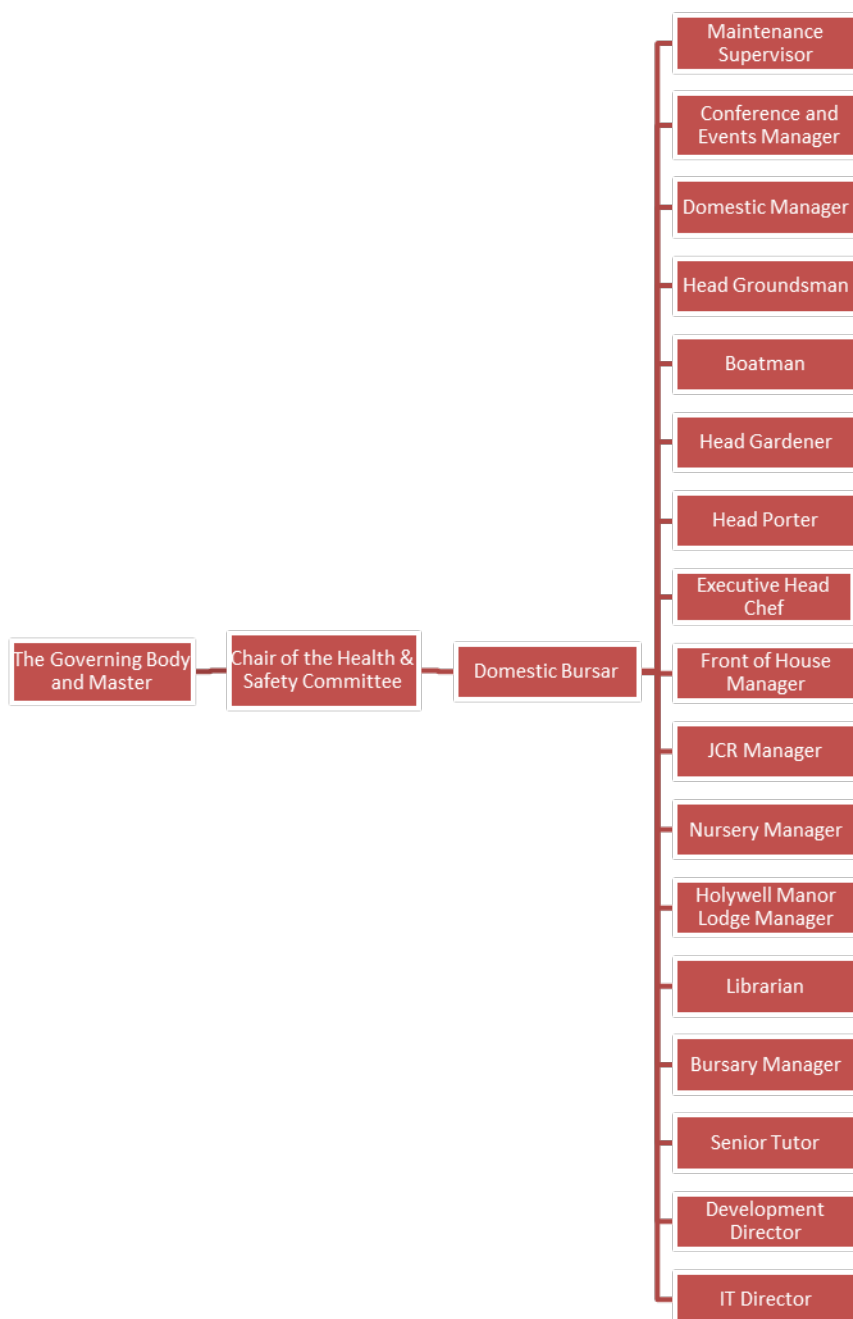 Maintenance
Supervisor
Conference and
Events Manager
Domestic Manager
Head Groundsman
Boatman
Head Gardener
Head Porter
Executive Head
Chef
The Governing Body
and Master
Chair of the Health &
Safety Committee
Domestic Bursar
Front of House
Manager
JCR Manager
Nursery Manager
Holywell Manor
Lodge Manager
Librarian
Bursary Manager
Senior Tutor
Development
Director
IT Director